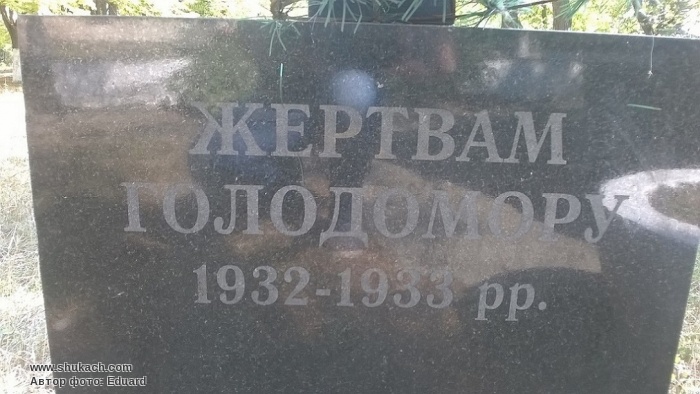 ЖЕРТВАМ
ГОЛОДОМОРУ
1932-1933 рр.
www.shukach.com
Автор фото: Eduard